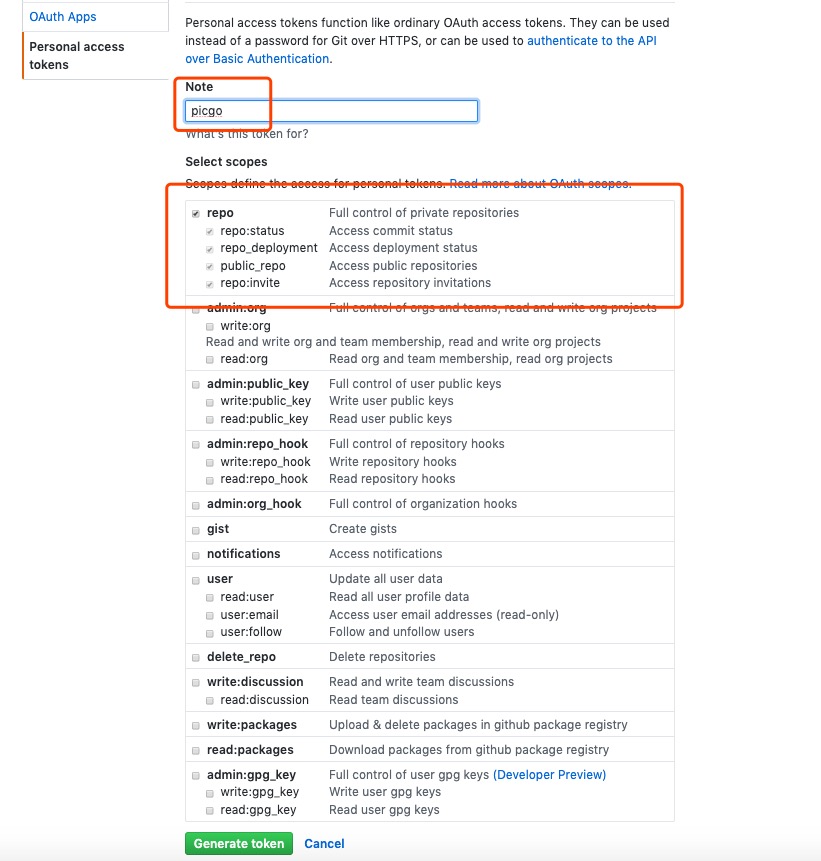 OAuth Apps
Personal access
tokens
Personal access tokens function like ordinary OAuth access tokens. They can be used
instead of a password for Git over HTTPS, or can be used to authenticate to the API
over Basic Authentication.
Note
picgo
What's this token for?
Select scopes
Scopes define the access for personal tokens. Read more about OAuth scopes.
repo Full control of private repositories
repo:status Access commit status
repo_deployment Access deployment status
public_repo Access public repositories
repo:invite Access repository invitations
admin:org Full control of orgs and teams, read and write org projects
write:org
Read and write org and team membership, read and write org projects
read:org Read org and team membership, read org projects
admin:public_key Full control of user public keys
write:public_key Write user public keys
read:public_key Read user public keys
admin:repo_hook Full control of repository hooks
write:repo_hook Write repository hooks
read:repo_hook Read repository hooks
admin:org_hook Full control of organization hooks
gist Create gists
notifications Access notifications
user Update all user data
read:user Read all user profile data
user:email Access user email addresses (read-only)
user:follow Follow and unfollow users
delete_repo Delete repositories
write:discussion Read and write team discussions
read:discussion Read team discussions
write:packages Upload & delete packages in github package registry
read:packages Download packages from github package registry
admin:gpg_key Full control of user gpg keys (Developer Preview)
write:gpg_key Write user gpg keys
read:gpg_key Read user gpg keys
Generate token Cancel